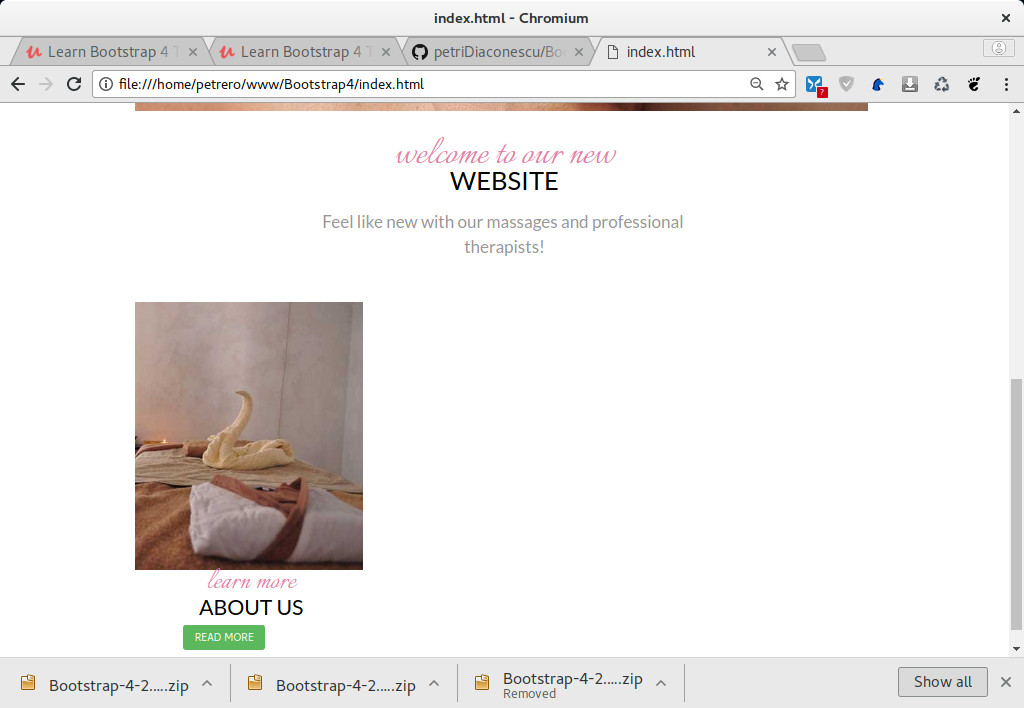 index.html - Chromium
Learn Bootstrap 4 T
Learn Bootstrap 4 T
petriDiaconescu/Bo
index.html
file:///home/petrero/www/Bootstrap4/index.html
?
welcome to our new
WEBSITE
Feel like new with our massages and professional
therapists!
learn more
ABOUT US
READ MORE
Bootstrap-4-2.....zip
Bootstrap-4-2.....zip
Bootstrap-4-2.....zip
Removed
Show all